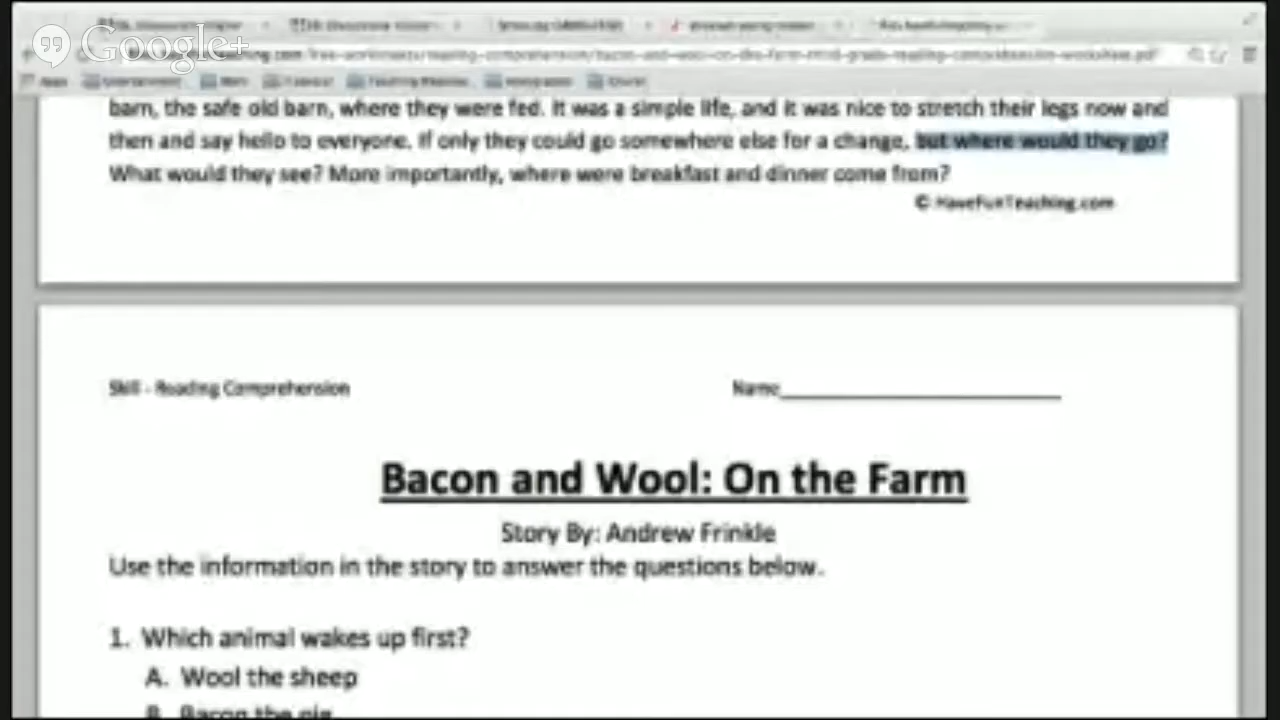 Google+
barn, the safe old barn, where they were fed. It was a simple life, and it was nice to stretch their legs now and
then and say hello to everyone. If only they could go somewhere else for a change, but where would they go?
What would they see? More importantly, where were breakfast and dinner come from?
© HaveFunTeaching.com
Skill - Reading Comprehension Name
Bacon and Wool: On the Farm
Story By: Andrew Frinkle
Use the information in the story to answer the questions below.
1. Which animal wakes up first?
A. Wool the sheep
B. Bacon the pig